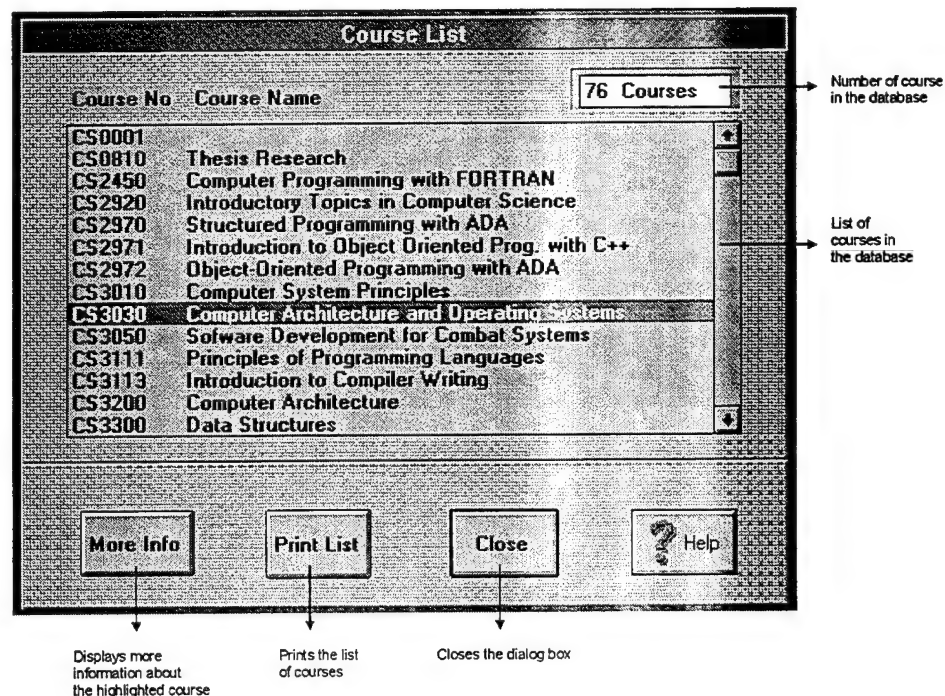 Course List
76 Courses
Number of course
in the database
Course No Course Name
CS0001
CS0810 Thesis Research
CS2450 Computer Programming with FORTRAN
CS2920 Introductory Topics in Computer Science
CS2970 Structured Programming with ADA
CS2971 Introduction to Object Oriented Prog. with C++
CS2972 Object-Oriented Programming with ADA
CS3010 Computer System Principles
CS3030 Computer Architecture and Operating Systems
CS3050 Sofware Development for Combat Systems
CS3111 Principles of Programming Languages
CS3113 Introduction to Compiler Writing
CS3200 Computer Architecture
CS3300 Data Structures
List of
courses in
the database
More Info
Print List
Close
? Help
Displays more
information about
the highlighted course
Prints the list
of courses
Closes the dialog box